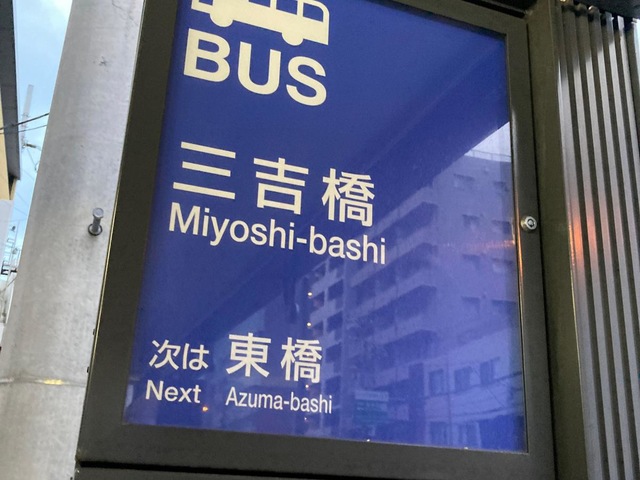 BUS
三吉橋
Miyoshi-bashi
次は 東橋
Next Azuma-bashi